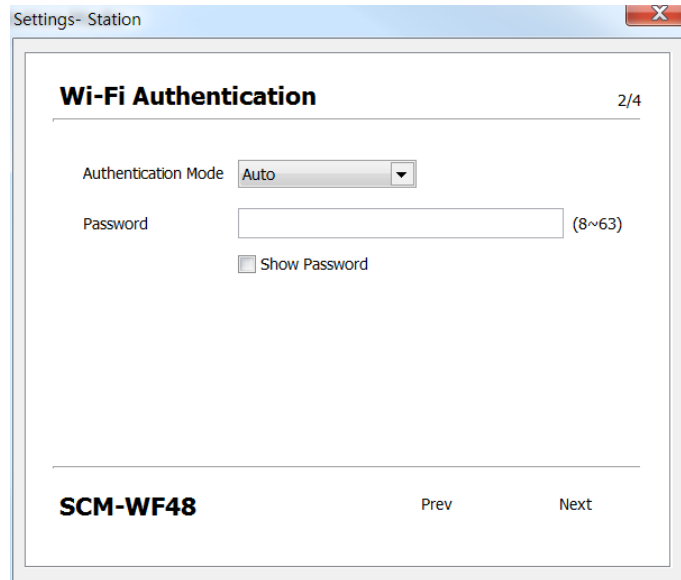 Settings- Station
Wi-Fi Authentication 2/4
Authentication Mode Auto
Password (8~63)
Show Password
SCM-WF48 Prev Next